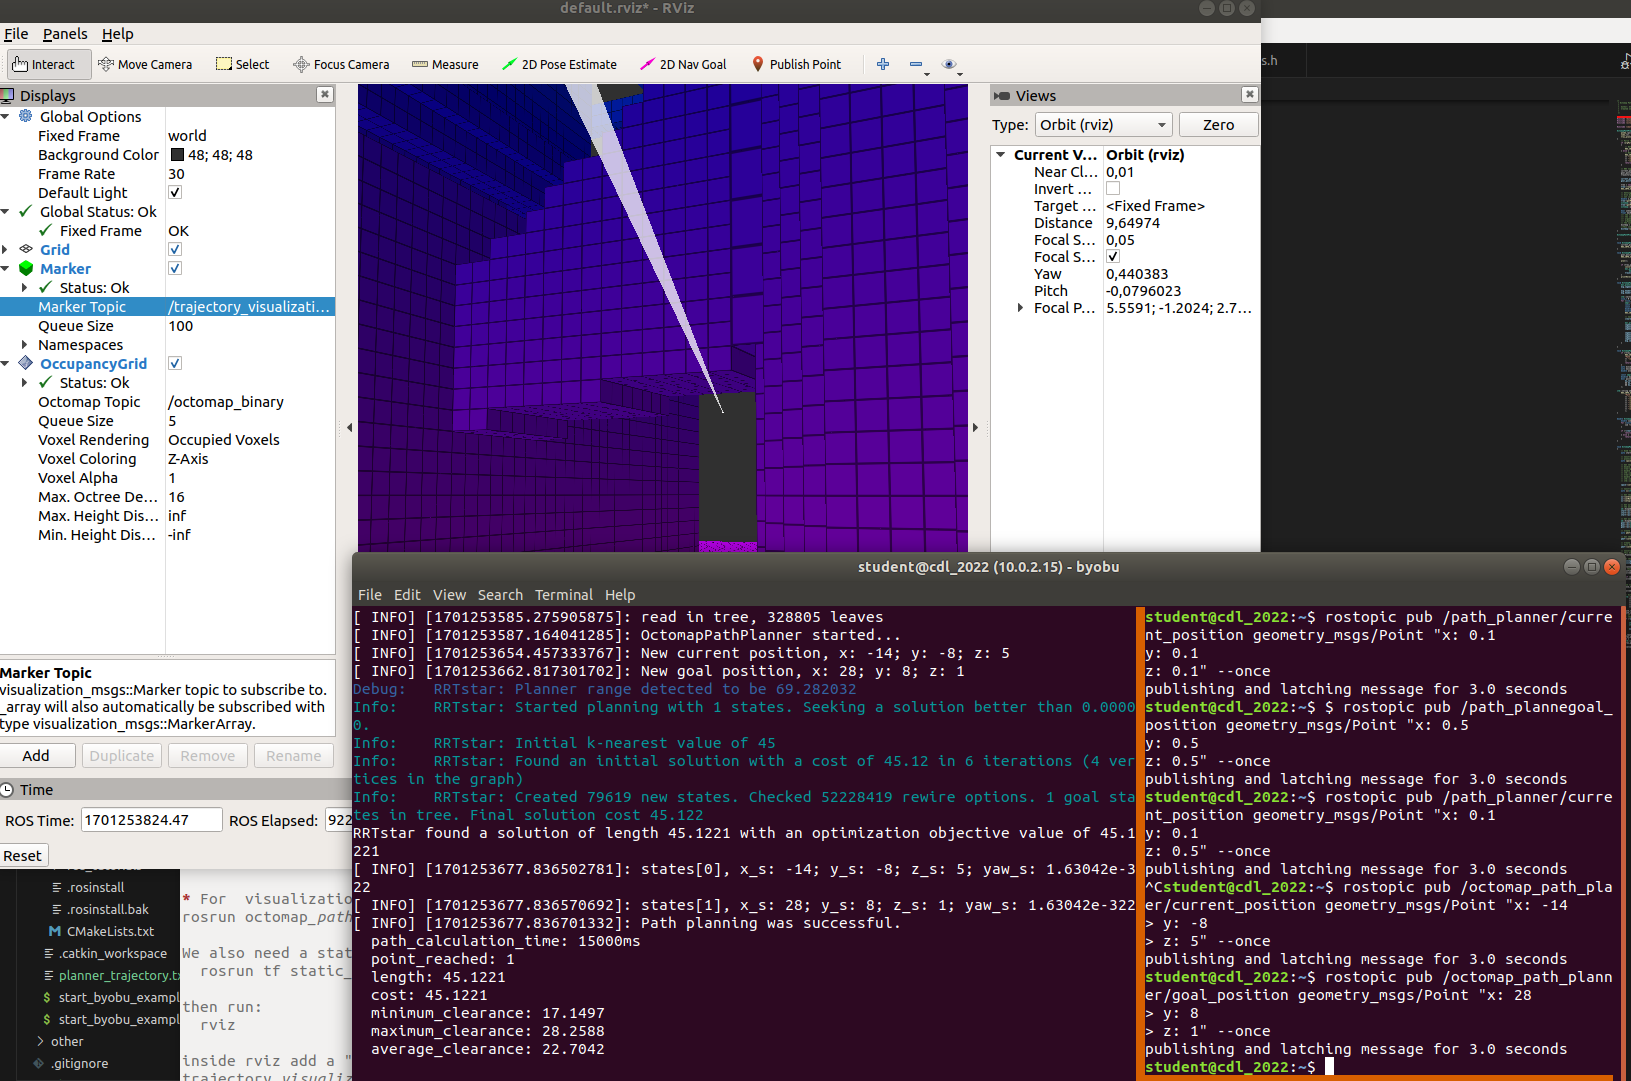 default.rviz* - RViz
File Panels Help
Interact Move Camera Select Focus Camera Measure 2D Pose Estimate 2D Nav Goal Publish Point
s.h
Displays
Global Options
Fixed Frame world
Background Color 48; 48; 48
Frame Rate 30
Default Light
Global Status: Ok
Fixed Frame OK
Grid
Marker
Status: Ok
Marker Topic /trajectory_visualizati...
Queue Size 100
Namespaces
OccupancyGrid
Status: Ok
Octomap Topic /octomap_binary
Queue Size 5
Voxel Rendering Occupied Voxels
Voxel Coloring Z-Axis
Voxel Alpha 1
Max. Octree De... 16
Max. Height Dis... inf
Min. Height Dis... -inf
Marker Topic
visualization_msgs::Marker topic to subscribe to.
_array will also automatically be subscribed with
type visualization_msgs::MarkerArray.
Add Duplicate Remove Rename
Time
ROS Time: 1701253824.47 ROS Elapsed: 922
Reset
Views
Type: Orbit (rviz) Zero
Current V... Orbit (rviz)
Near Cl... 0,01
Invert ...
Target ... <Fixed Frame>
Distance 9,64974
Focal S... 0,05
Focal S...
Yaw 0,440383
Pitch -0,0796023
Focal P... 5.5591; -1.2024; 2.7...
student@cdl_2022 (10.0.2.15) - byobu
File Edit View Search Terminal Help
[ INFO] [1701253585.275905875]: read in tree, 328805 leaves
[ INFO] [1701253587.164041285]: OctomapPathPlanner started...
[ INFO] [1701253654.457333767]: New current position, x: -14; y: -8; z: 5
[ INFO] [1701253662.817301702]: New goal position, x: 28; y: 8; z: 1
Debug: RRTstar: Planner range detected to be 69.282032
Info: RRTstar: Started planning with 1 states. Seeking a solution better than 0.0000
0.
Info: RRTstar: Initial k-nearest value of 45
Info: RRTstar: Found an initial solution with a cost of 45.12 in 6 iterations (4 ver
tices in the graph)
Info: RRTstar: Created 79619 new states. Checked 52228419 rewire options. 1 goal sta
tes in tree. Final solution cost 45.122
RRTstar found a solution of length 45.1221 with an optimization objective value of 45.1
221
[ INFO] [1701253677.836502781]: states[0], x_s: -14; y_s: -8; z_s: 5; yaw_s: 1.63042e-3
22
[ INFO] [1701253677.836570692]: states[1], x_s: 28; y_s: 8; z_s: 1; yaw_s: 1.63042e-322
[ INFO] [1701253677.836701332]: Path planning was successful.
path_calculation_time: 15000ms
point_reached: 1
length: 45.1221
cost: 45.1221
minimum_clearance: 17.1497
maximum_clearance: 28.2588
average_clearance: 22.7042
student@cdl_2022:~$ rostopic pub /path_planner/curre
nt_position geometry_msgs/Point "x: 0.1
y: 0.1
z: 0.1" --once
publishing and latching message for 3.0 seconds
student@cdl_2022:~$ $ rostopic pub /path_plannegoal_
position geometry_msgs/Point "x: 0.5
y: 0.5
z: 0.5" --once
publishing and latching message for 3.0 seconds
student@cdl_2022:~$ rostopic pub /path_planner/curre
nt_position geometry_msgs/Point "x: 0.1
y: 0.1
z: 0.5" --once
publishing and latching message for 3.0 seconds
^Cstudent@cdl_2022:~$ rostopic pub /octomap_path_pla
er/current_position geometry_msgs/Point "x: -14
> y: -8
> z: 5" --once
publishing and latching message for 3.0 seconds
student@cdl_2022:~$ rostopic pub /octomap_path_plann
er/goal_position geometry_msgs/Point "x: 28
> y: 8
> z: 1" --once
publishing and latching message for 3.0 seconds
student@cdl_2022:~$
.rosinstall
.rosinstall.bak
CMakeLists.txt
.catkin_workspace
planner_trajectory.tx
start_byobu_exampl
start_byobu_exampl
other
.gitignore
* For visualization
rosrun octomap_path
We also need a stat
rosrun tf static_
then run:
rviz
inside rviz add a "
trajectory_visualiz